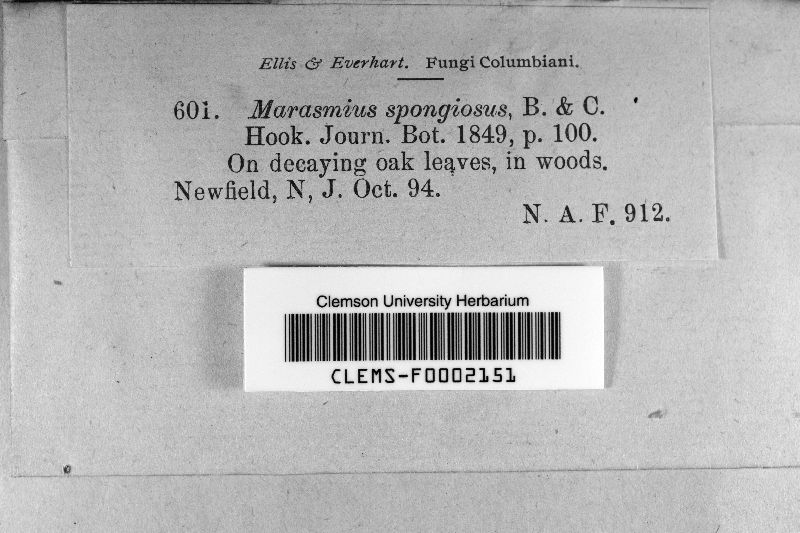 Ellis & Everhart. Fungi Columbiani.
601. Marasmius spongiosus, B. & C.
Hook. Journ. Bot. 1849, p. 100.
On decaying oak leaves, in woods.
Newfield, N, J. Oct. 94.
N. A. F. 912.
Clemson University Herbarium
CLEMS-F0002151